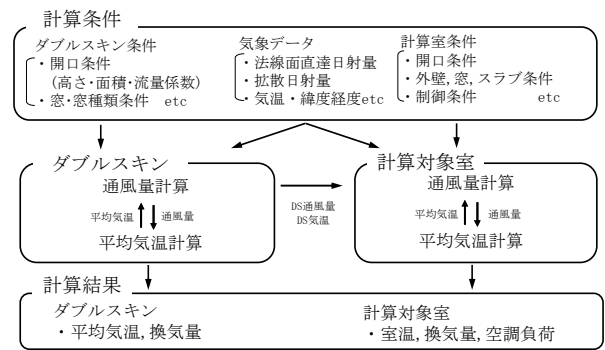 計算条件
ダブルスキン条件
・開口条件
(高さ・面積・流量係数)
・窓・窓種類条件 etc
気象データ
・法線面直達日射量
・拡散日射量
・気温・緯度経度etc
計算室条件
・開口条件
・外壁,窓,スラブ条件
・制御条件 etc
ダブルスキン
通風量計算
平均気温 通風量
平均気温計算
DS通風量
DS気温
計算対象室
通風量計算
平均気温 通風量
平均気温計算
計算結果
ダブルスキン
・平均気温,換気量
計算対象室
・室温,換気量,空調負荷